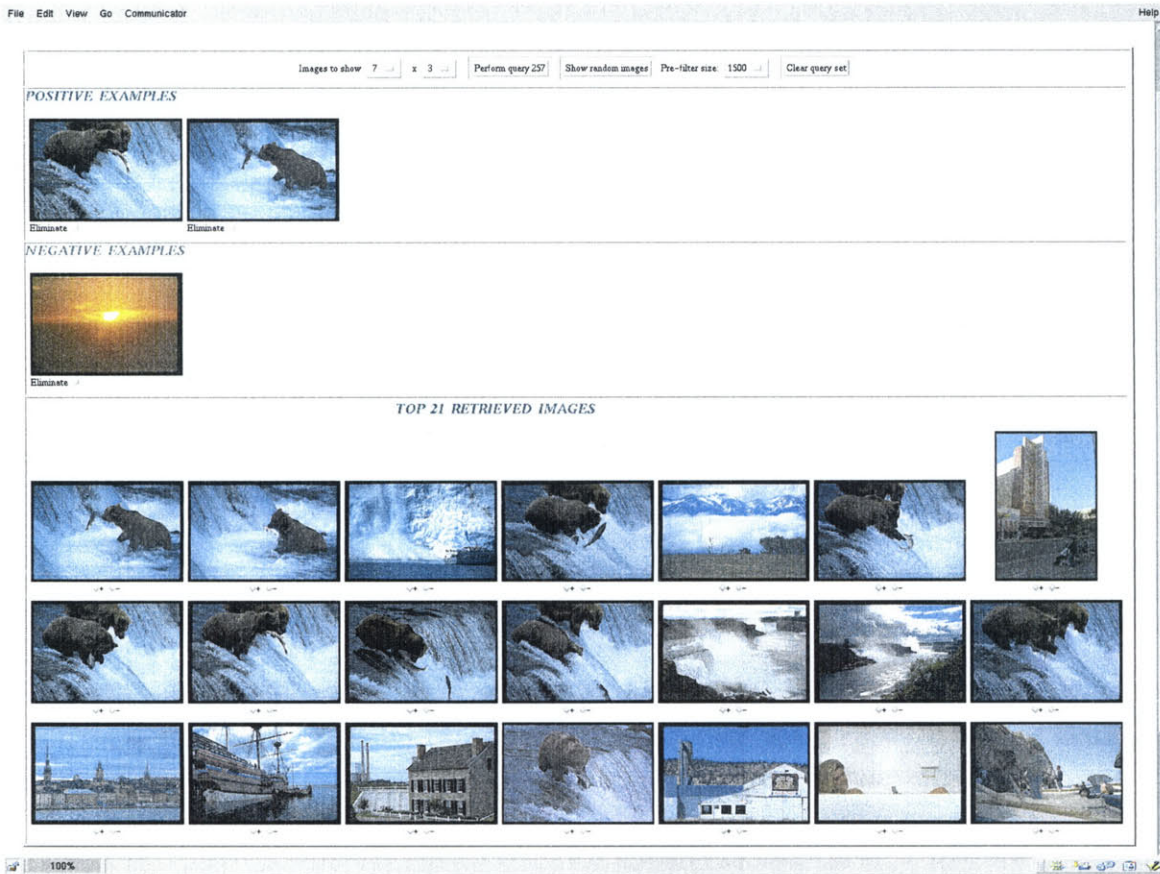 File Edit View Go Communicator Help
Images to show 7 x 3 Perform query 257 Show random images Pre-filter size: 1500 Clear query set
POSITIVE EXAMPLES
Eliminate Eliminate
NEGATIVE EXAMPLES
Eliminate
TOP 21 RETRIEVED IMAGES
100%